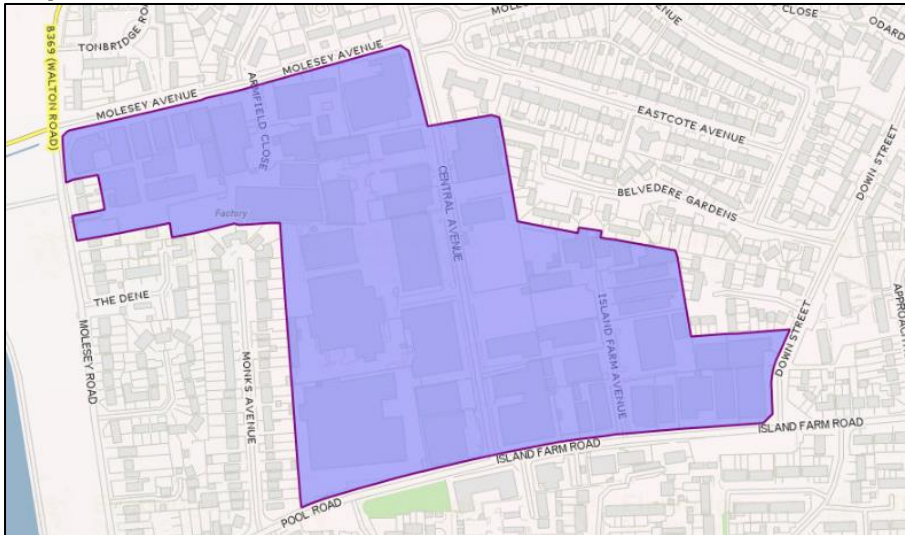 MOLE
CLOSE
ODARD
TONBRIDGE RO
B369 (WALTON ROAD)
MOLESEY AVENUE
MOLESEY AVENUE
ARMFIELD CLOSE
EASTCOTE AVENUE
DOWN STREET
CENTRAL AVENUE
BELVEDERE GARDENS
Factory
THE DENE
MOLESEY ROAD
MONKS AVENUE
ISLAND FARM AVENUE
APPROACH
DOWN STREET
ISLAND FARM ROAD
ISLAND FARM ROAD
POOL ROAD